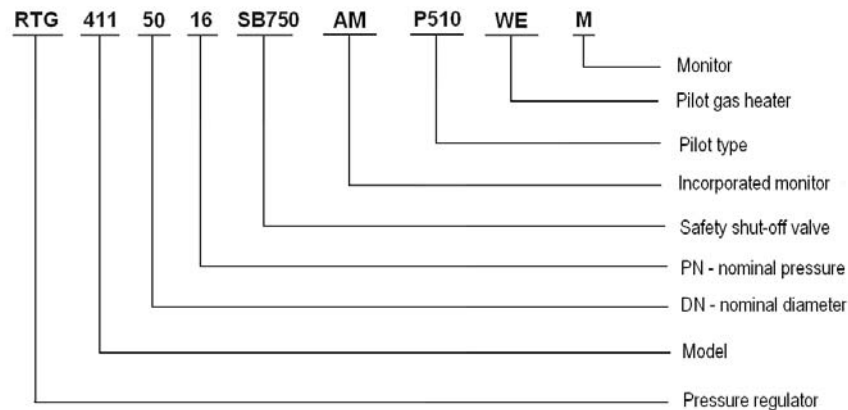 RTG 411 50 16 SB750 AM P510 WE M
Monitor
Pilot gas heater
Pilot type
Incorporated monitor
Safety shut-off valve
PN - nominal pressure
DN - nominal diameter
Model
Pressure regulator